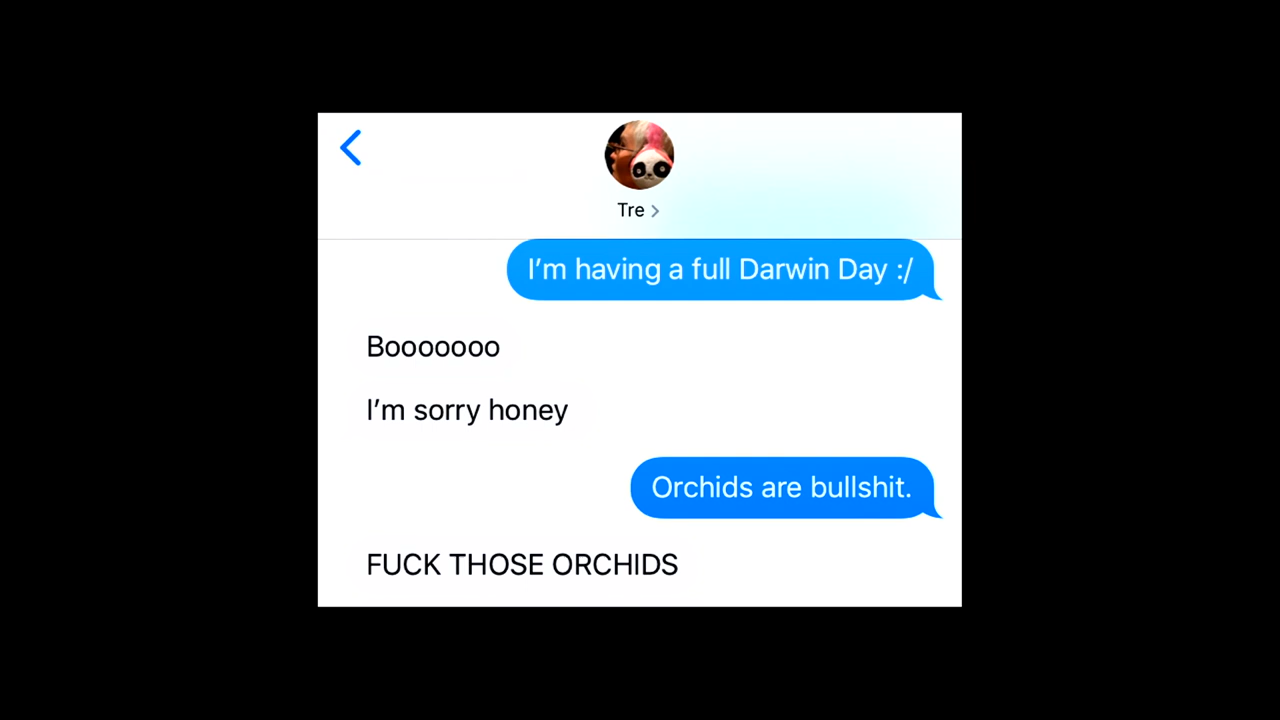 Tre
I’m having a full Darwin Day :/
Booooooo
I’m sorry honey
Orchids are bullshit.
FUCK THOSE ORCHIDS